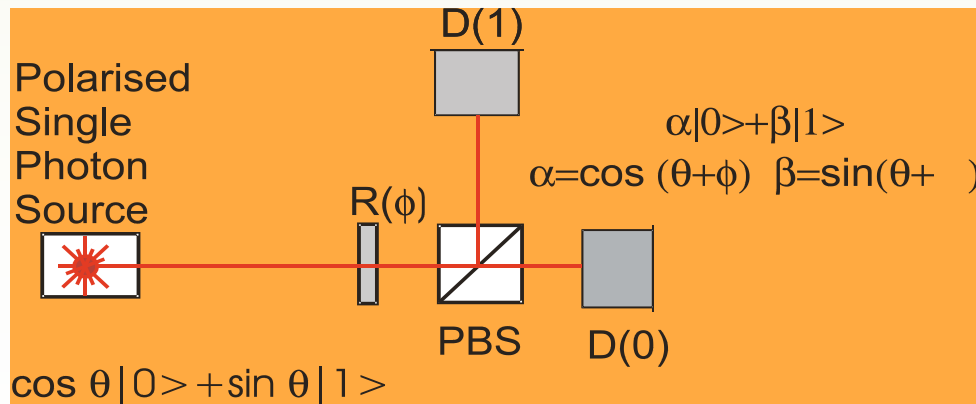 D(1)
Polarised
Single
Photon
Source
α|0>+β|1>
α=cos (θ+ϕ) β=sin(θ+ )
R(ϕ)
PBS
D(0)
cos θ|0> +sin θ|1>